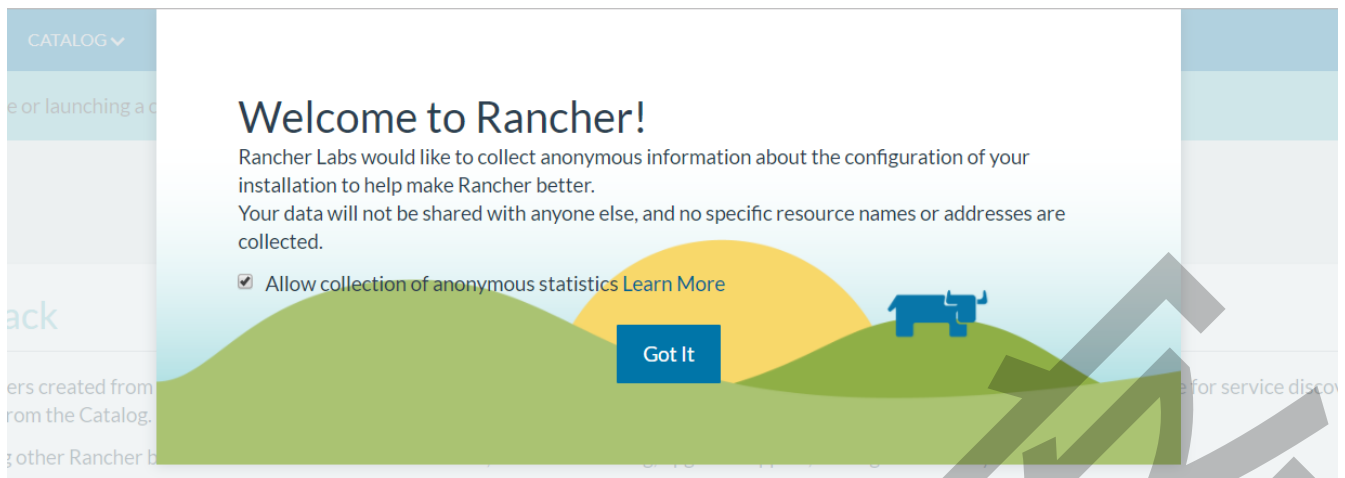 CATALOG
e or launching a c
Welcome to Rancher!
Rancher Labs would like to collect anonymous information about the configuration of your
installation to help make Rancher better.
Your data will not be shared with anyone else, and no specific resource names or addresses are
collected.
Allow collection of anonymous statistics Learn More
ack
Got It
ers created from
e for service disco
rom the Catalog.
g other Rancher b